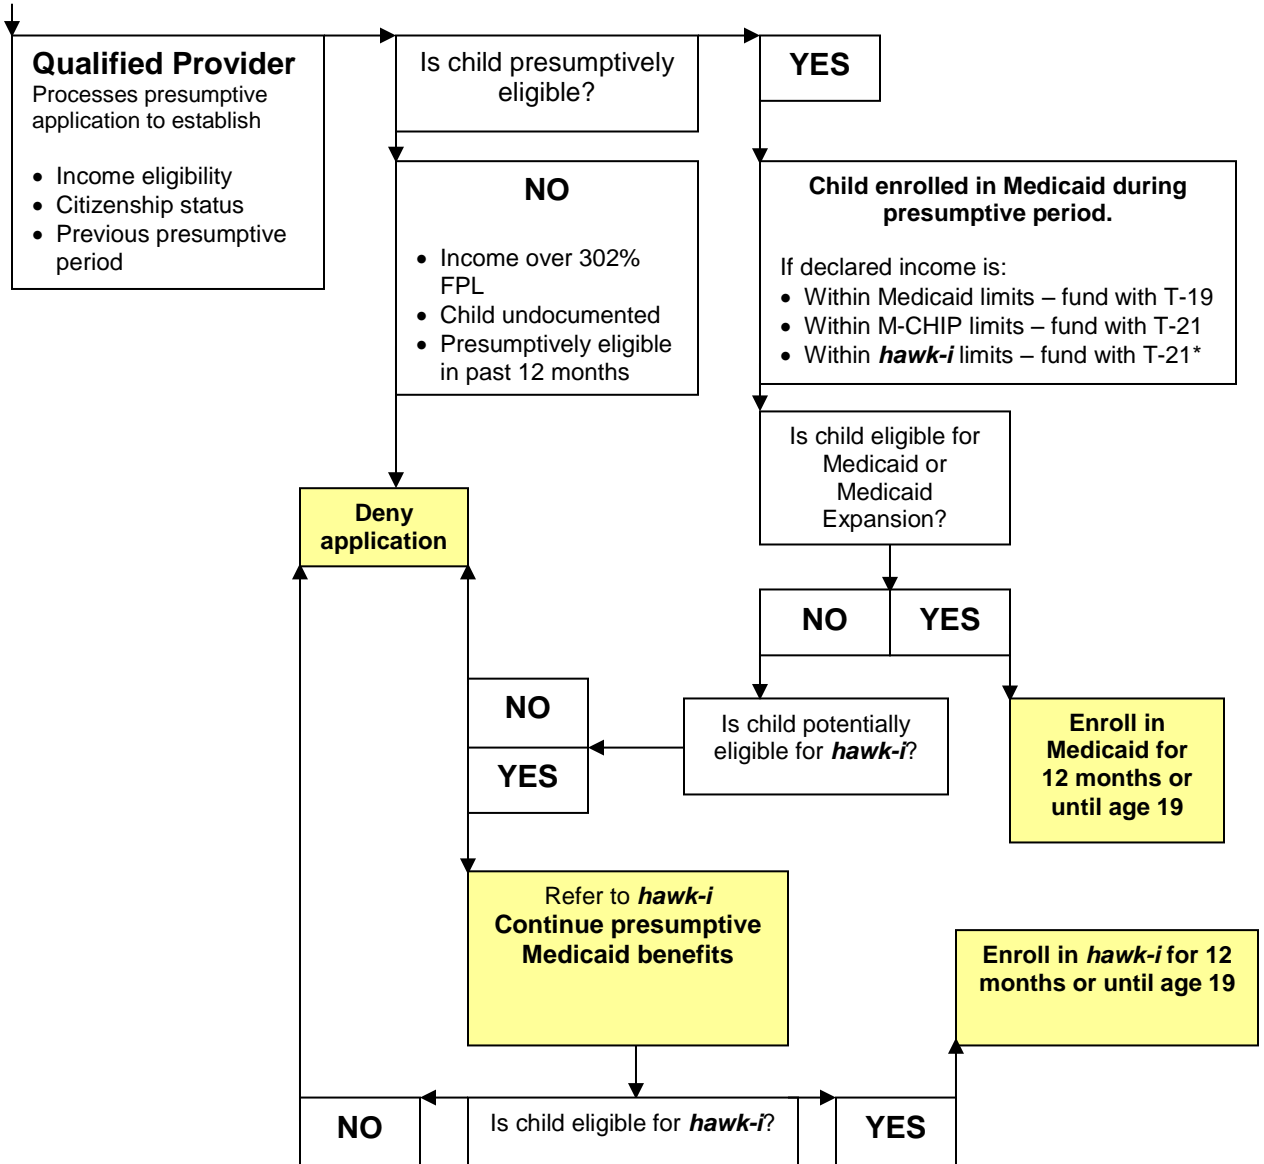 Qualified Provider
Processes presumptive
application to establish
• Income eligibility
• Citizenship status
• Previous presumptive
period
Is child presumptively
eligible?
YES
NO
• Income over 302%
FPL
• Child undocumented
• Presumptively eligible
in past 12 months
Child enrolled in Medicaid during
presumptive period.
If declared income is:
• Within Medicaid limits – fund with T-19
• Within M-CHIP limits – fund with T-21
• Within hawk-i limits – fund with T-21*
Is child eligible for
Medicaid or
Medicaid
Expansion?
Deny
application
NO
YES
NO
YES
Is child potentially
eligible for hawk-i?
Enroll in
Medicaid for
12 months or
until age 19
Refer to hawk-i
Continue presumptive
Medicaid benefits
Enroll in hawk-i for 12
months or until age 19
NO
Is child eligible for hawk-i?
YES